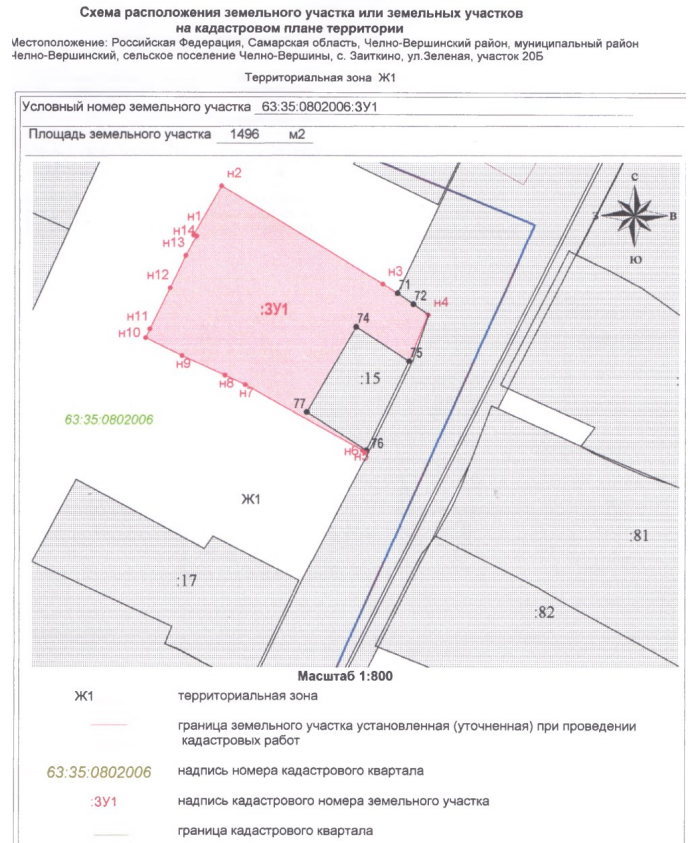 Схема расположения земельного участка или земельных участков
на кадастровом плане территории
Местоположение: Российская Федерация, Самарская область, Челно-Вершинский район, муниципальный район
Челно-Вершинский, сельское поселение Челно-Вершины, с. Заиткино, ул.Зеленая, участок 20Б
Территориальная зона Ж1
Условный номер земельного участка 63:35:0802006:ЗУ1
Площадь земельного участка 1496 м2
н2
с
н1
н14
з
в
н13
ю
н3
71
н12
72
н4
:ЗУ1
74
н11
н10
75
н9
:15
н8
н7
77
63:35:0802006
76
н6
н5
Ж1
:81
:17
:82
Масштаб 1:800
Ж1 территориальная зона
граница земельного участка установленная (уточненная) при проведении
кадастровых работ
63:35:0802006 надпись номера кадастрового квартала
:ЗУ1 надпись кадастрового номера земельного участка
граница кадастрового квартала